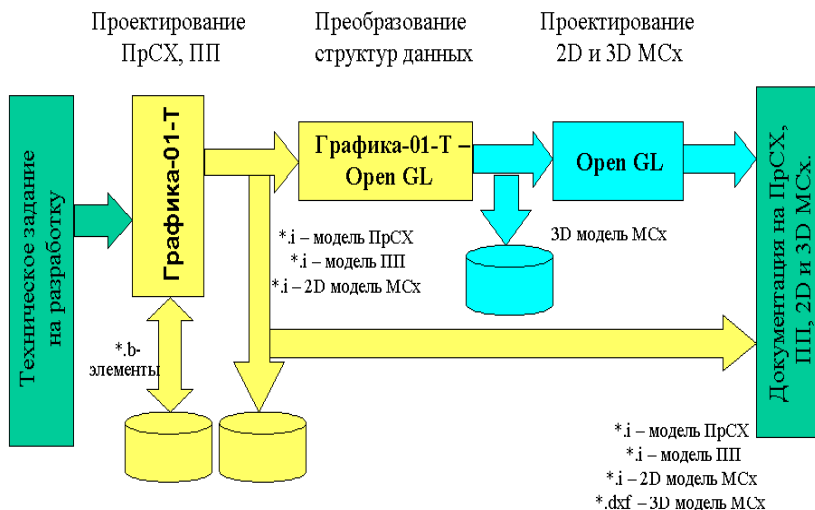 Проектирование
ПрСХ, ПП
Преобразование
структур данных
Проектирование
2D и 3D МСх
Техническое задание
на разработку
Графика-01-Т
Графика-01-Т –
Open GL
Open GL
*.i – модель ПрСХ
*.i – модель ПП
*.i – 2D модель МСх
3D модель МСх
*.b-
элементы
Документация на ПрСХ,
ПП, 2D и 3D МСх.
*.i – модель ПрСХ
*.i – модель ПП
*.i – 2D модель МСх
*.dxf – 3D модель МСх